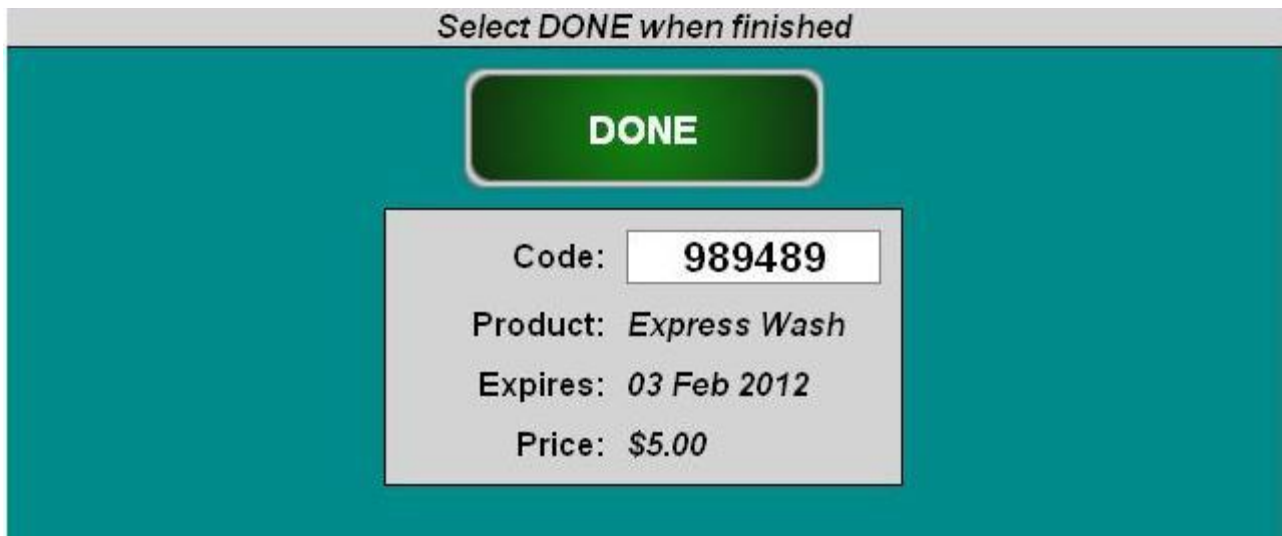 Select DONE when finished
DONE
Code: 989489
Product: Express Wash
Expires: 03 Feb 2012
Price: $5.00